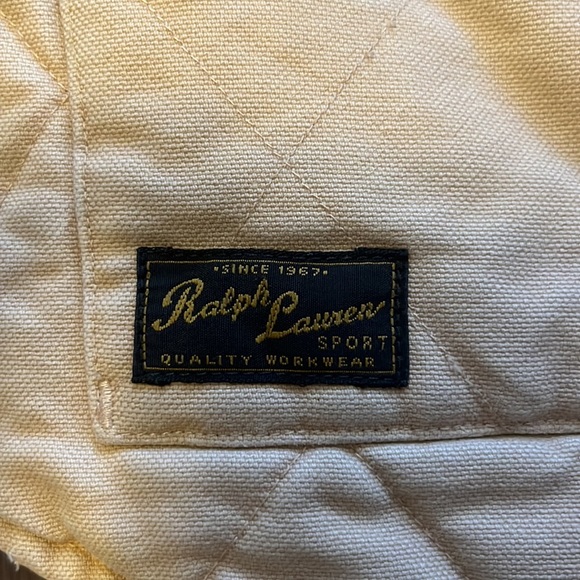 •SINCE 1967•
Ralph Lauren
SPORT
QUALITY WORKWEAR